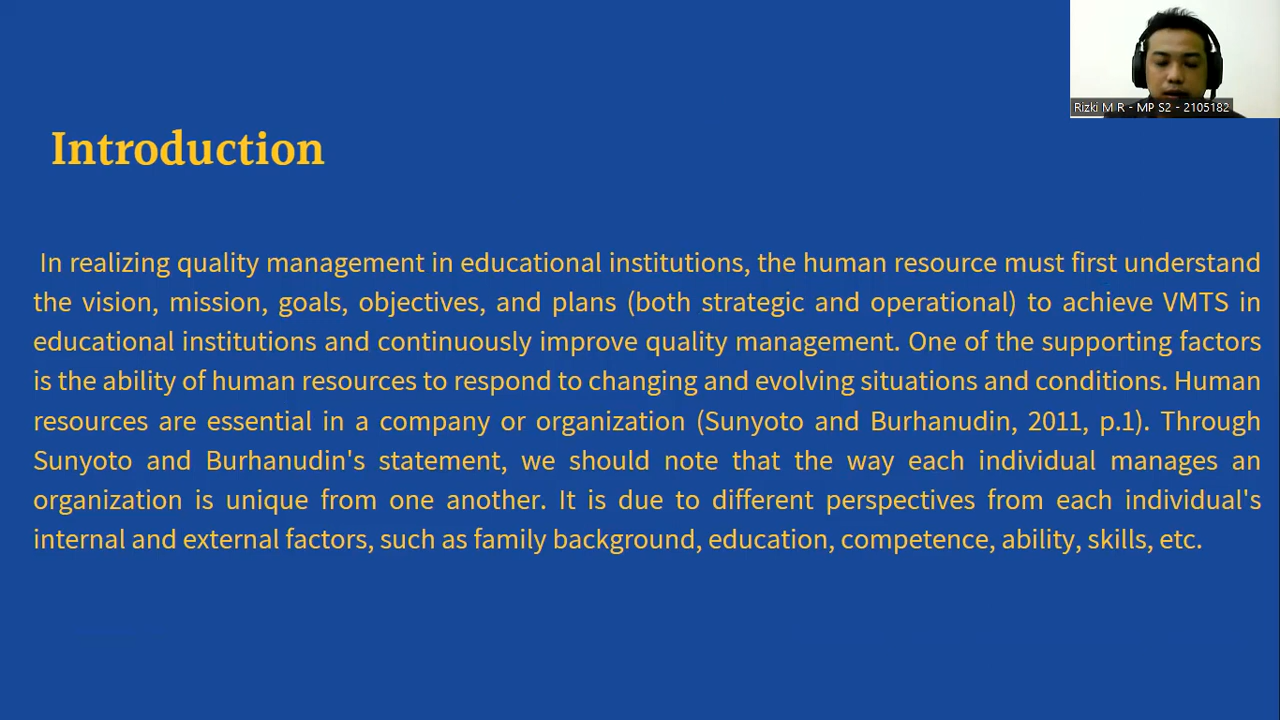 Rizki M R - MP S2 - 2105182
Introduction
In realizing quality management in educational institutions, the human resource must first understand
the vision, mission, goals, objectives, and plans (both strategic and operational) to achieve VMTS in
educational institutions and continuously improve quality management. One of the supporting factors
is the ability of human resources to respond to changing and evolving situations and conditions. Human
resources are essential in a company or organization (Sunyoto and Burhanudin, 2011, p.1). Through
Sunyoto and Burhanudin's statement, we should note that the way each individual manages an
organization is unique from one another. It is due to different perspectives from each individual's
internal and external factors, such as family background, education, competence, ability, skills, etc.